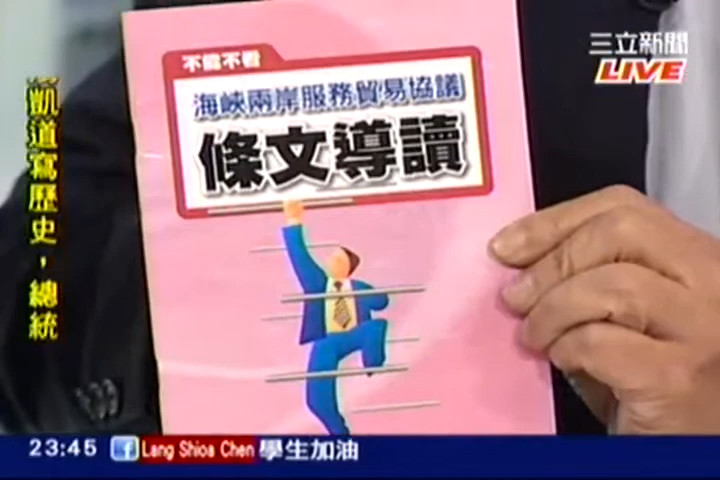 不能不看
海峽兩岸服務貿易協議
條文導讀
三立新聞
LIVE
凱道寫歷史，總統
23:45
f Lang Shioa Chen 學生加油